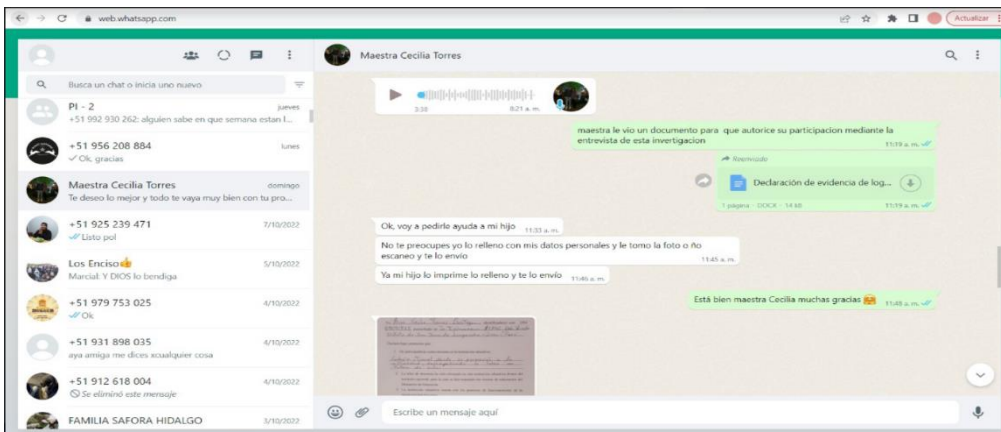 web.whatsapp.com
Actualizar
Busca un chat o inicia uno nuevo
PI - 2
jueves
+51 992 930 262: alguien sabe en que semana estan l...
+51 956 208 884
lunes
Ok, gracias
Maestra Cecilia Torres
domingo
Te deseo lo mejor y todo te vaya muy bien con tu pro...
+51 925 239 471
7/10/2022
Listo pol
Los Enciso👍
5/10/2022
Marcial: Y DIOS lo bendiga
+51 979 753 025
4/10/2022
Ok
+51 931 898 035
4/10/2022
aya amiga me dices xcualquier cosa
+51 912 618 004
4/10/2022
Se eliminó este mensaje
FAMILIA SAFORA HIDALGO
3/10/2022
Maestra Cecilia Torres
3:38
8:21 a. m.
maestra le vio un documento para que autorice su participacion mediante la
entrevista de esta invertigacion
11:19 a. m.
Reenviado
Declaración de evidencia de log...
1 página · DOCX · 14 kB
11:19 a. m.
Ok, voy a pedirle ayuda a mi hijo
11:33 a. m.
No te preocupes yo lo relleno con mis datos personales y le tomo la foto o ño
escaneo y te lo envío
11:45 a. m.
Ya mi hijo lo imprime lo relleno y te lo envío
11:46 a. m.
Está bien maestra Cecilia muchas gracias 🤗
11:48 a. m.
Escribe un mensaje aquí